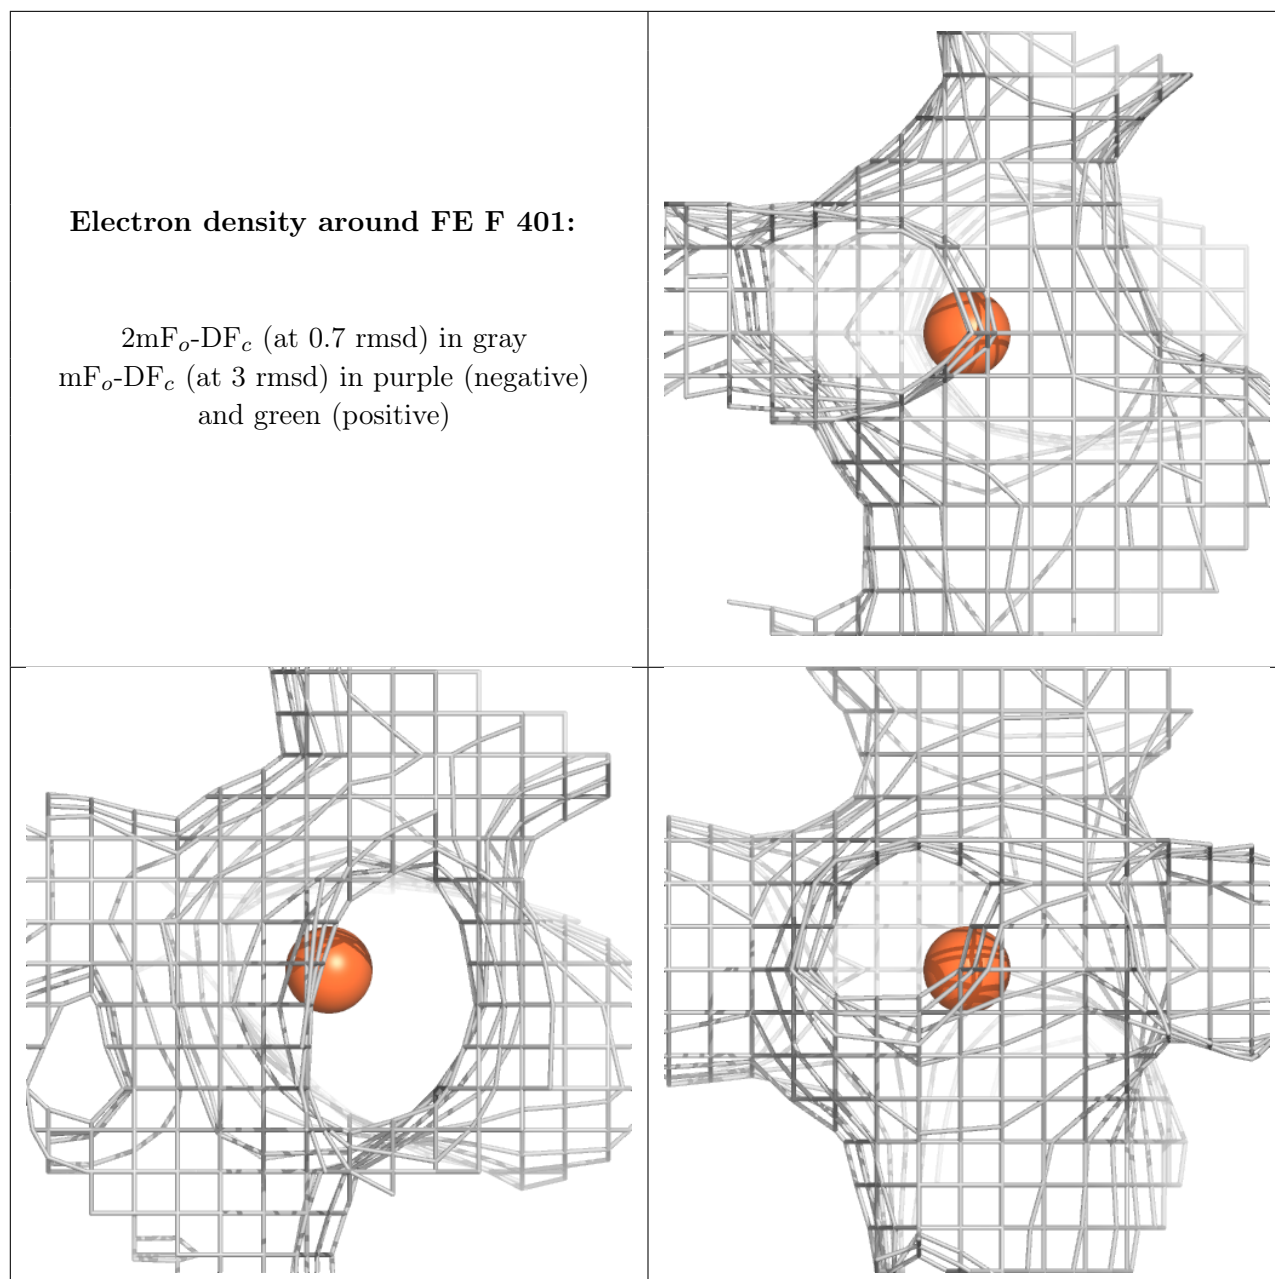 Electron density around FE F 401:
2mFo-DFc (at 0.7 rmsd) in gray
mFo-DFc (at 3 rmsd) in purple (negative)
and green (positive)